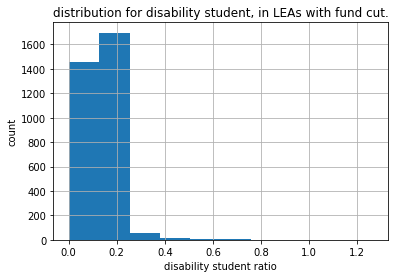 distribution for disability student, in LEAs with fund cut.
1600
1400
1200
1000
800
600
400
200
0
count
0.0 0.2 0.4 0.6 0.8 1.0 1.2
disability student ratio